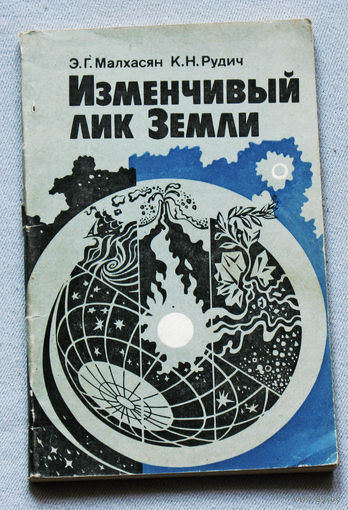 Э. Г. Малхасян К. Н. Рудич
Изменчивый
лик Земли